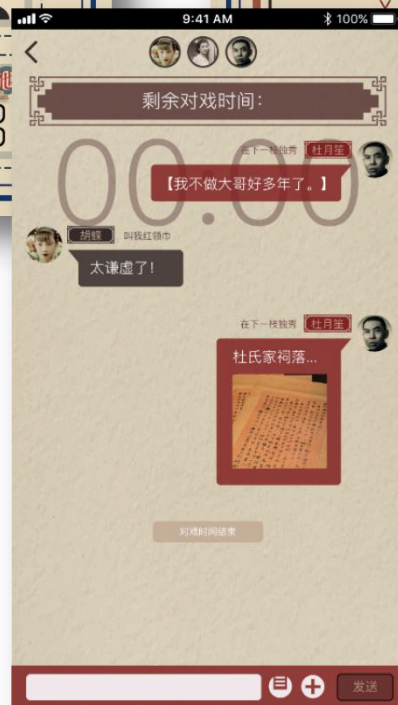 9:41 AM
100%
剩余对戏时间:
00:00
在下一枝独秀
杜月笙
【我不做大哥好多年了。】
胡蝶
叫我红领巾
太谦虚了!
在下一枝独秀
杜月笙
杜氏家祠落...
对戏时间结束
发送